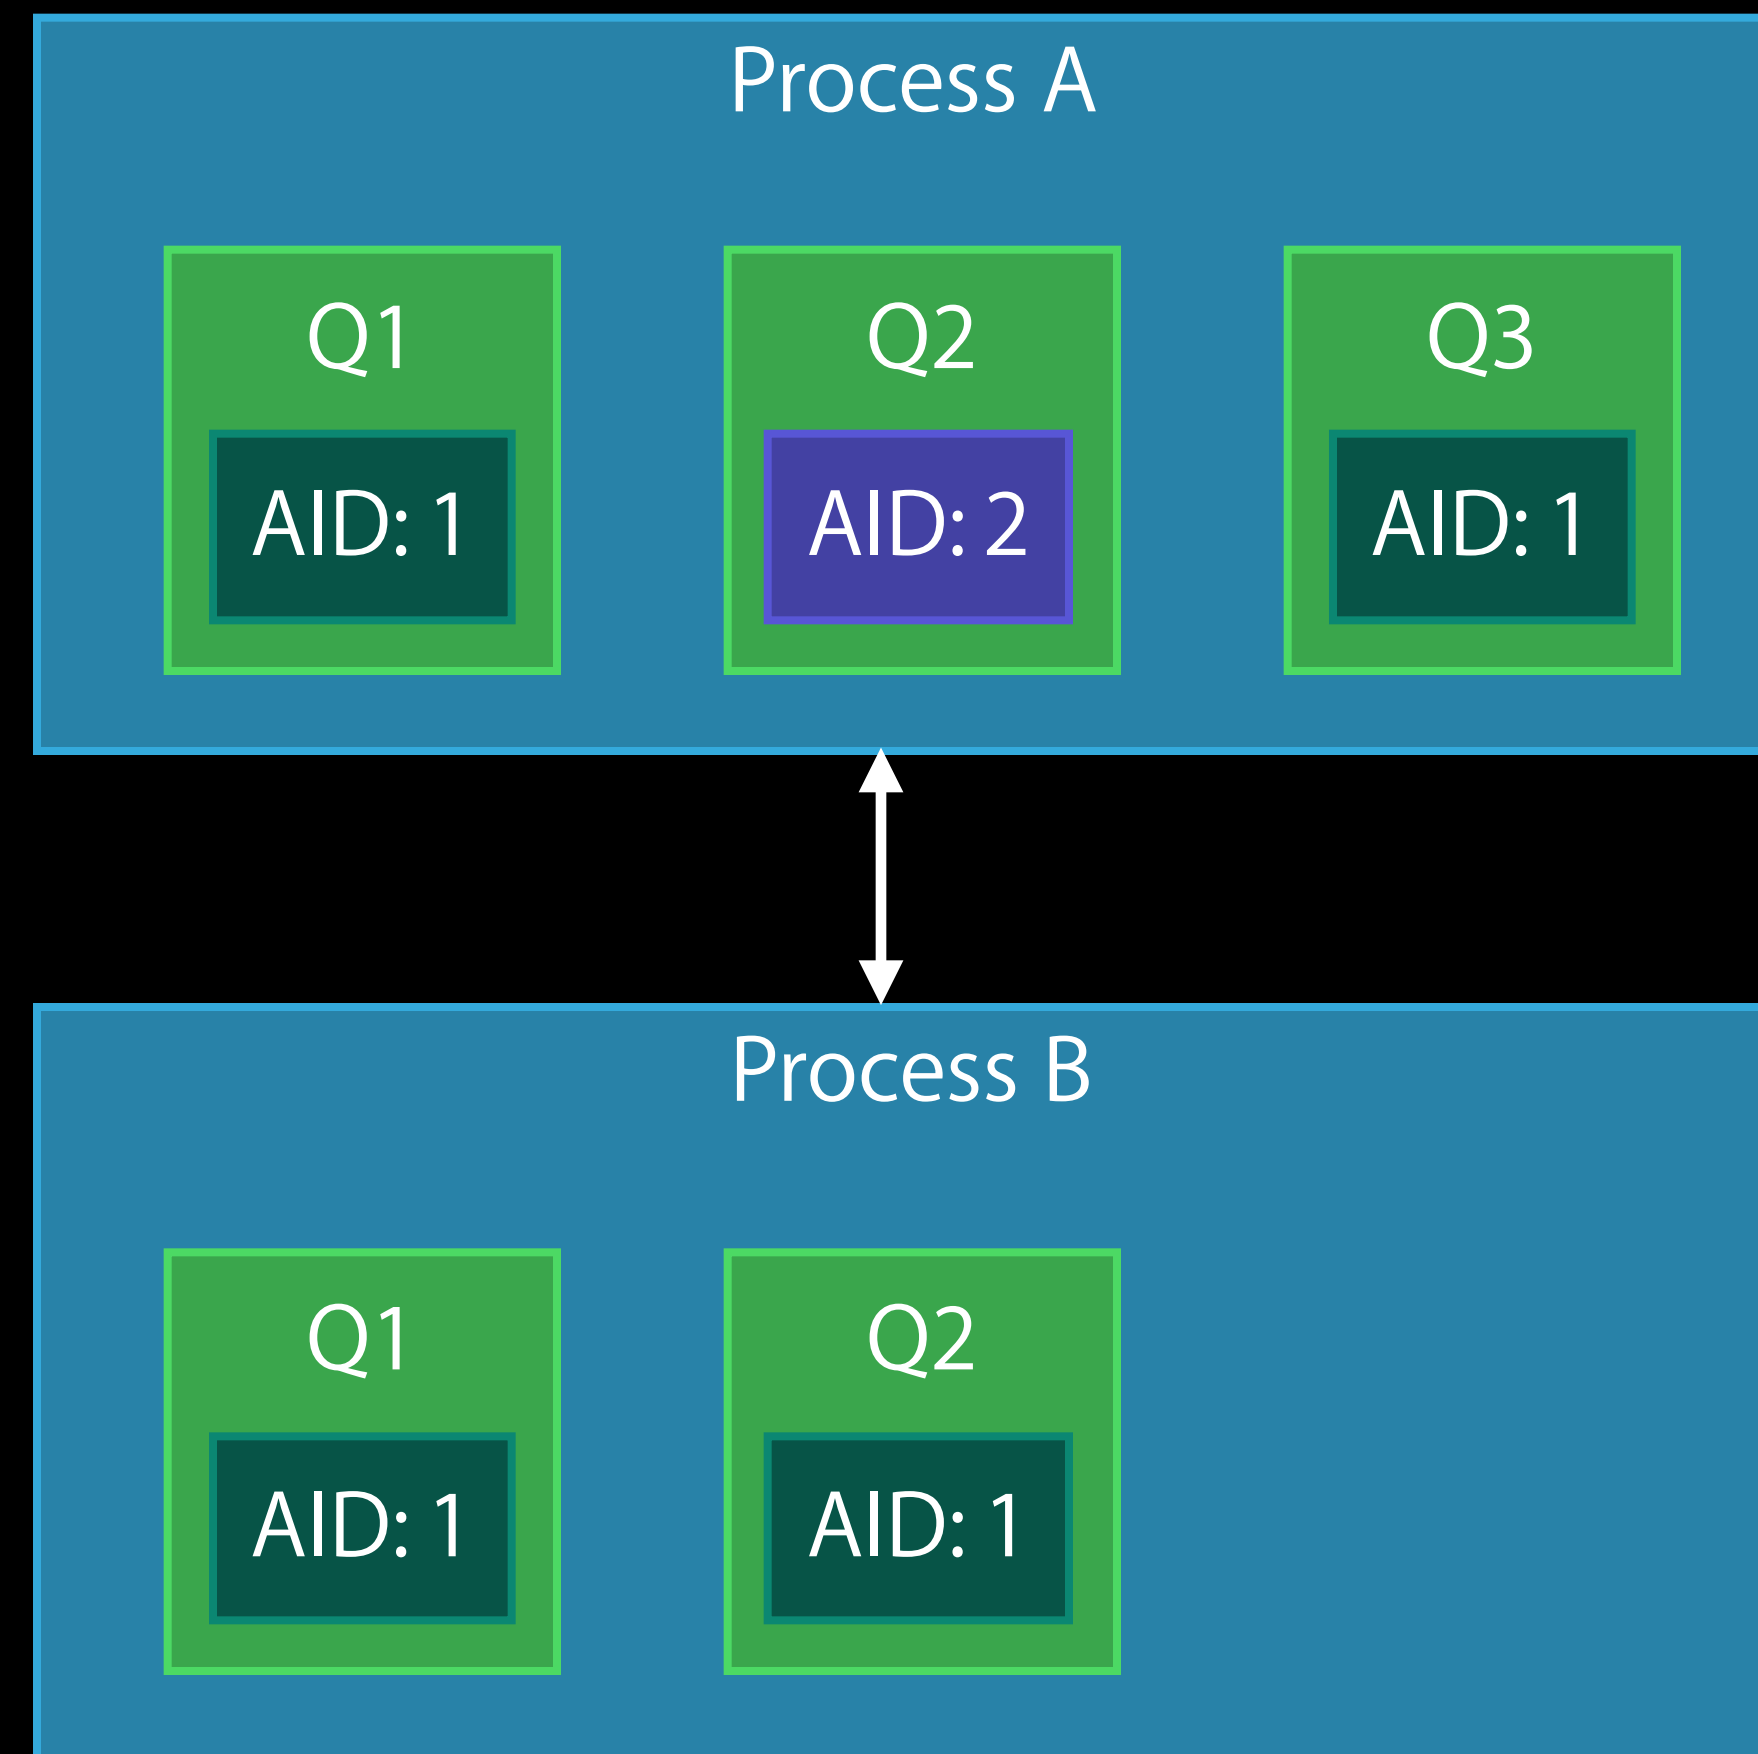 Process A
Q1 Q2 Q3
AID: 1 AID: 2 AID: 1
Process B
Q1 Q2
AID: 1 AID: 1